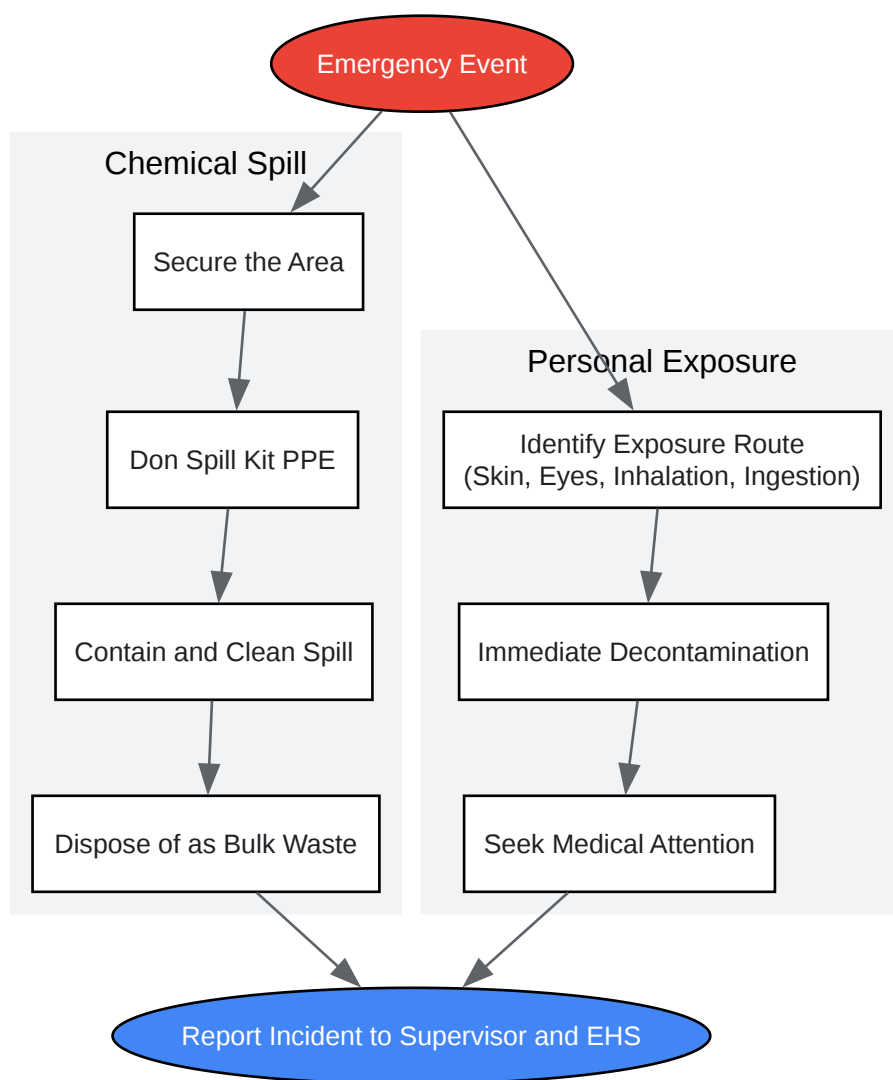 Emergency Event
Chemical Spill
Secure the Area
Don Spill Kit PPE
Contain and Clean Spill
Dispose of as Bulk Waste
Personal Exposure
Identify Exposure Route
(Skin, Eyes, Inhalation, Ingestion)
Immediate Decontamination
Seek Medical Attention
Report Incident to Supervisor and EHS